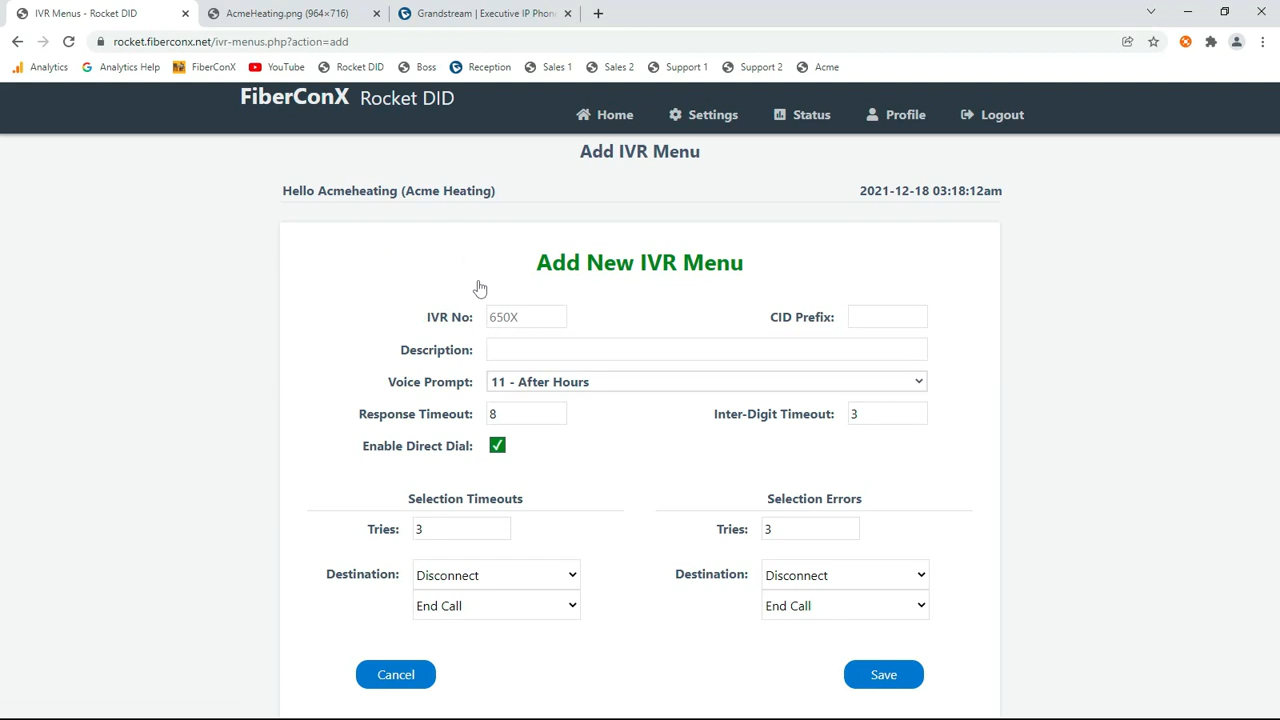 IVR Menus - Rocket DID
AcmeHeating.png (964×716)
Grandstream | Executive IP Phon
rocket.fiberconx.net/ivr-menus.php?action=add
Analytics
Analytics Help
FiberConX
YouTube
Rocket DID
Boss
Reception
Sales 1
Sales 2
Support 1
Support 2
Acme
FiberConX Rocket DID
Home
Settings
Status
Profile
Logout
Add IVR Menu
Hello Acmeheating (Acme Heating)
2021-12-18 03:18:12am
Add New IVR Menu
IVR No: 650X
CID Prefix:
Description:
Voice Prompt: 11 - After Hours
Response Timeout: 8
Inter-Digit Timeout: 3
Enable Direct Dial:
Selection Timeouts
Selection Errors
Tries: 3
Tries: 3
Destination: Disconnect
Destination: Disconnect
End Call
End Call
Cancel
Save